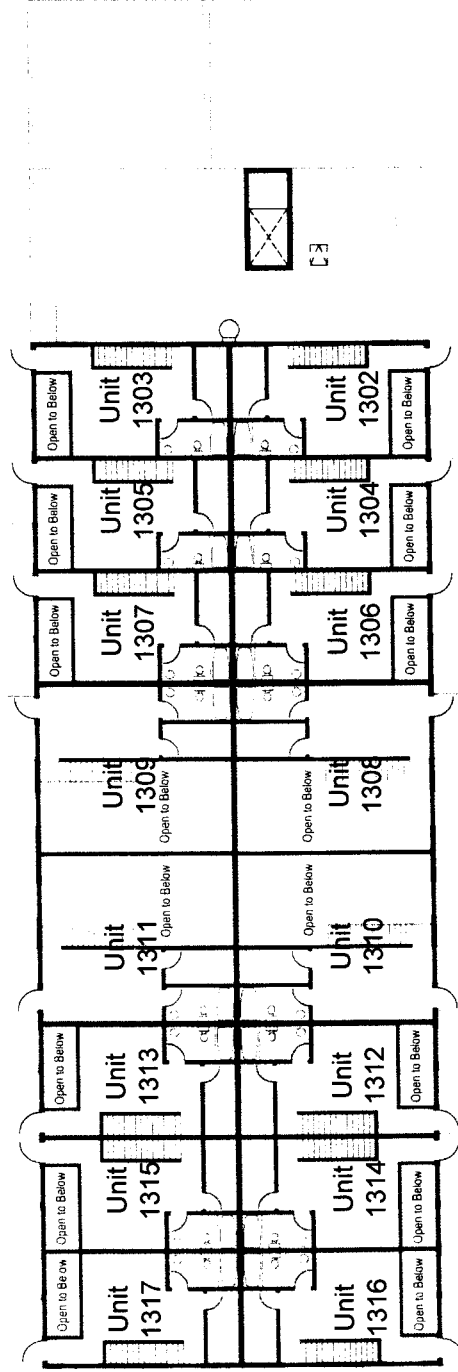 Open to Below
Unit
1303
Unit
1302
Open to Below
Open to Below
Unit
1305
Unit
1304
Open to Below
Open to Below
Unit
1307
Unit
1306
Open to Below
Unit
1309
Open to Below
Open to Below
Unit
1308
Open to Below
Unit
1311
Open to Below
Unit
1310
Open to Below
Unit
1313
Unit
1312
Open to Below
Open to Below
Unit
1315
Unit
1314
Open to Below
Open to Be ow
Unit
1317
Unit
1316
Open to Below